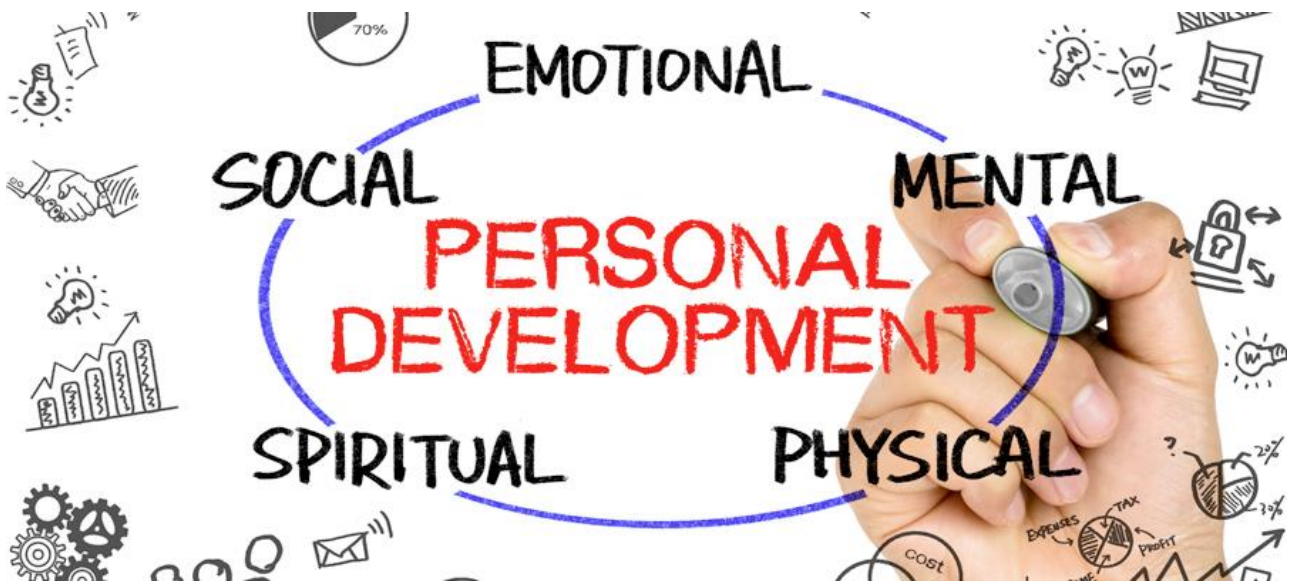 70%
EMOTIONAL
SOCIAL
MENTAL
PERSONAL
DEVELOPMENT
SPIRITUAL
PHYSICAL
?
20%
30%
EXPENSES
TAX
PROFIT
COST